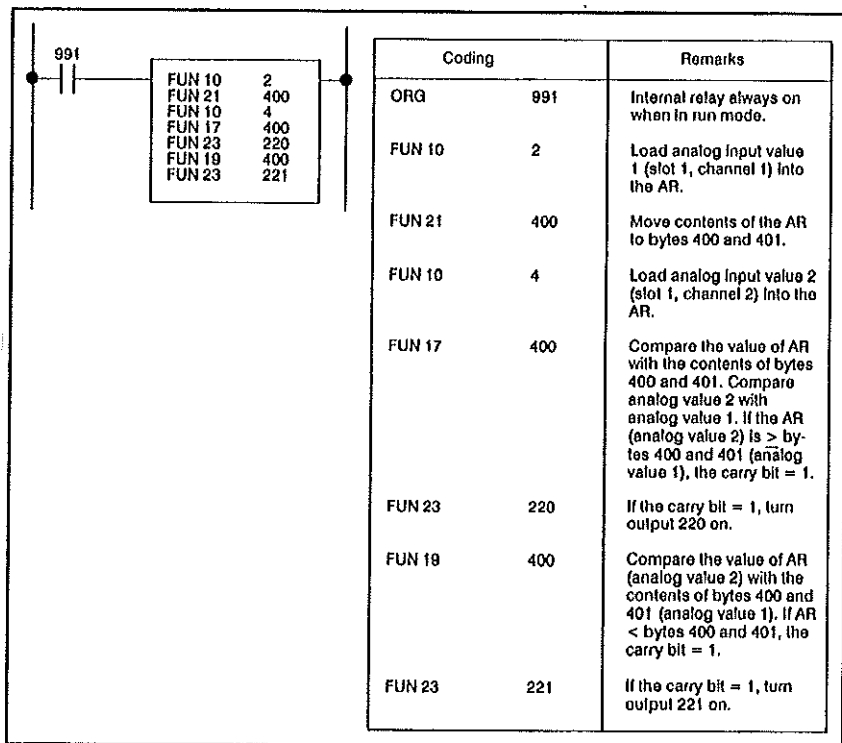 991
FUN 10 2
FUN 21 400
FUN 10 4
FUN 17 400
FUN 23 220
FUN 19 400
FUN 23 221
Coding Remarks
ORG 991 Internal relay always on
when in run mode.
FUN 10 2 Load analog input value
1 (slot 1, channel 1) into
the AR.
FUN 21 400 Move contents of the AR
to bytes 400 and 401.
FUN 10 4 Load analog input value 2
(slot 1, channel 2) into the
AR.
FUN 17 400 Compare the value of AR
with the contents of bytes
400 and 401. Compare
analog value 2 with
analog value 1. If the AR
(analog value 2) is ≥ by-
tes 400 and 401 (analog
value 1), the carry bit = 1.
FUN 23 220 If the carry bit = 1, turn
output 220 on.
FUN 19 400 Compare the value of AR
(analog value 2) with the
contents of bytes 400 and
401 (analog value 1). If AR
< bytes 400 and 401, the
carry bit = 1.
FUN 23 221 If the carry bit = 1, turn
output 221 on.